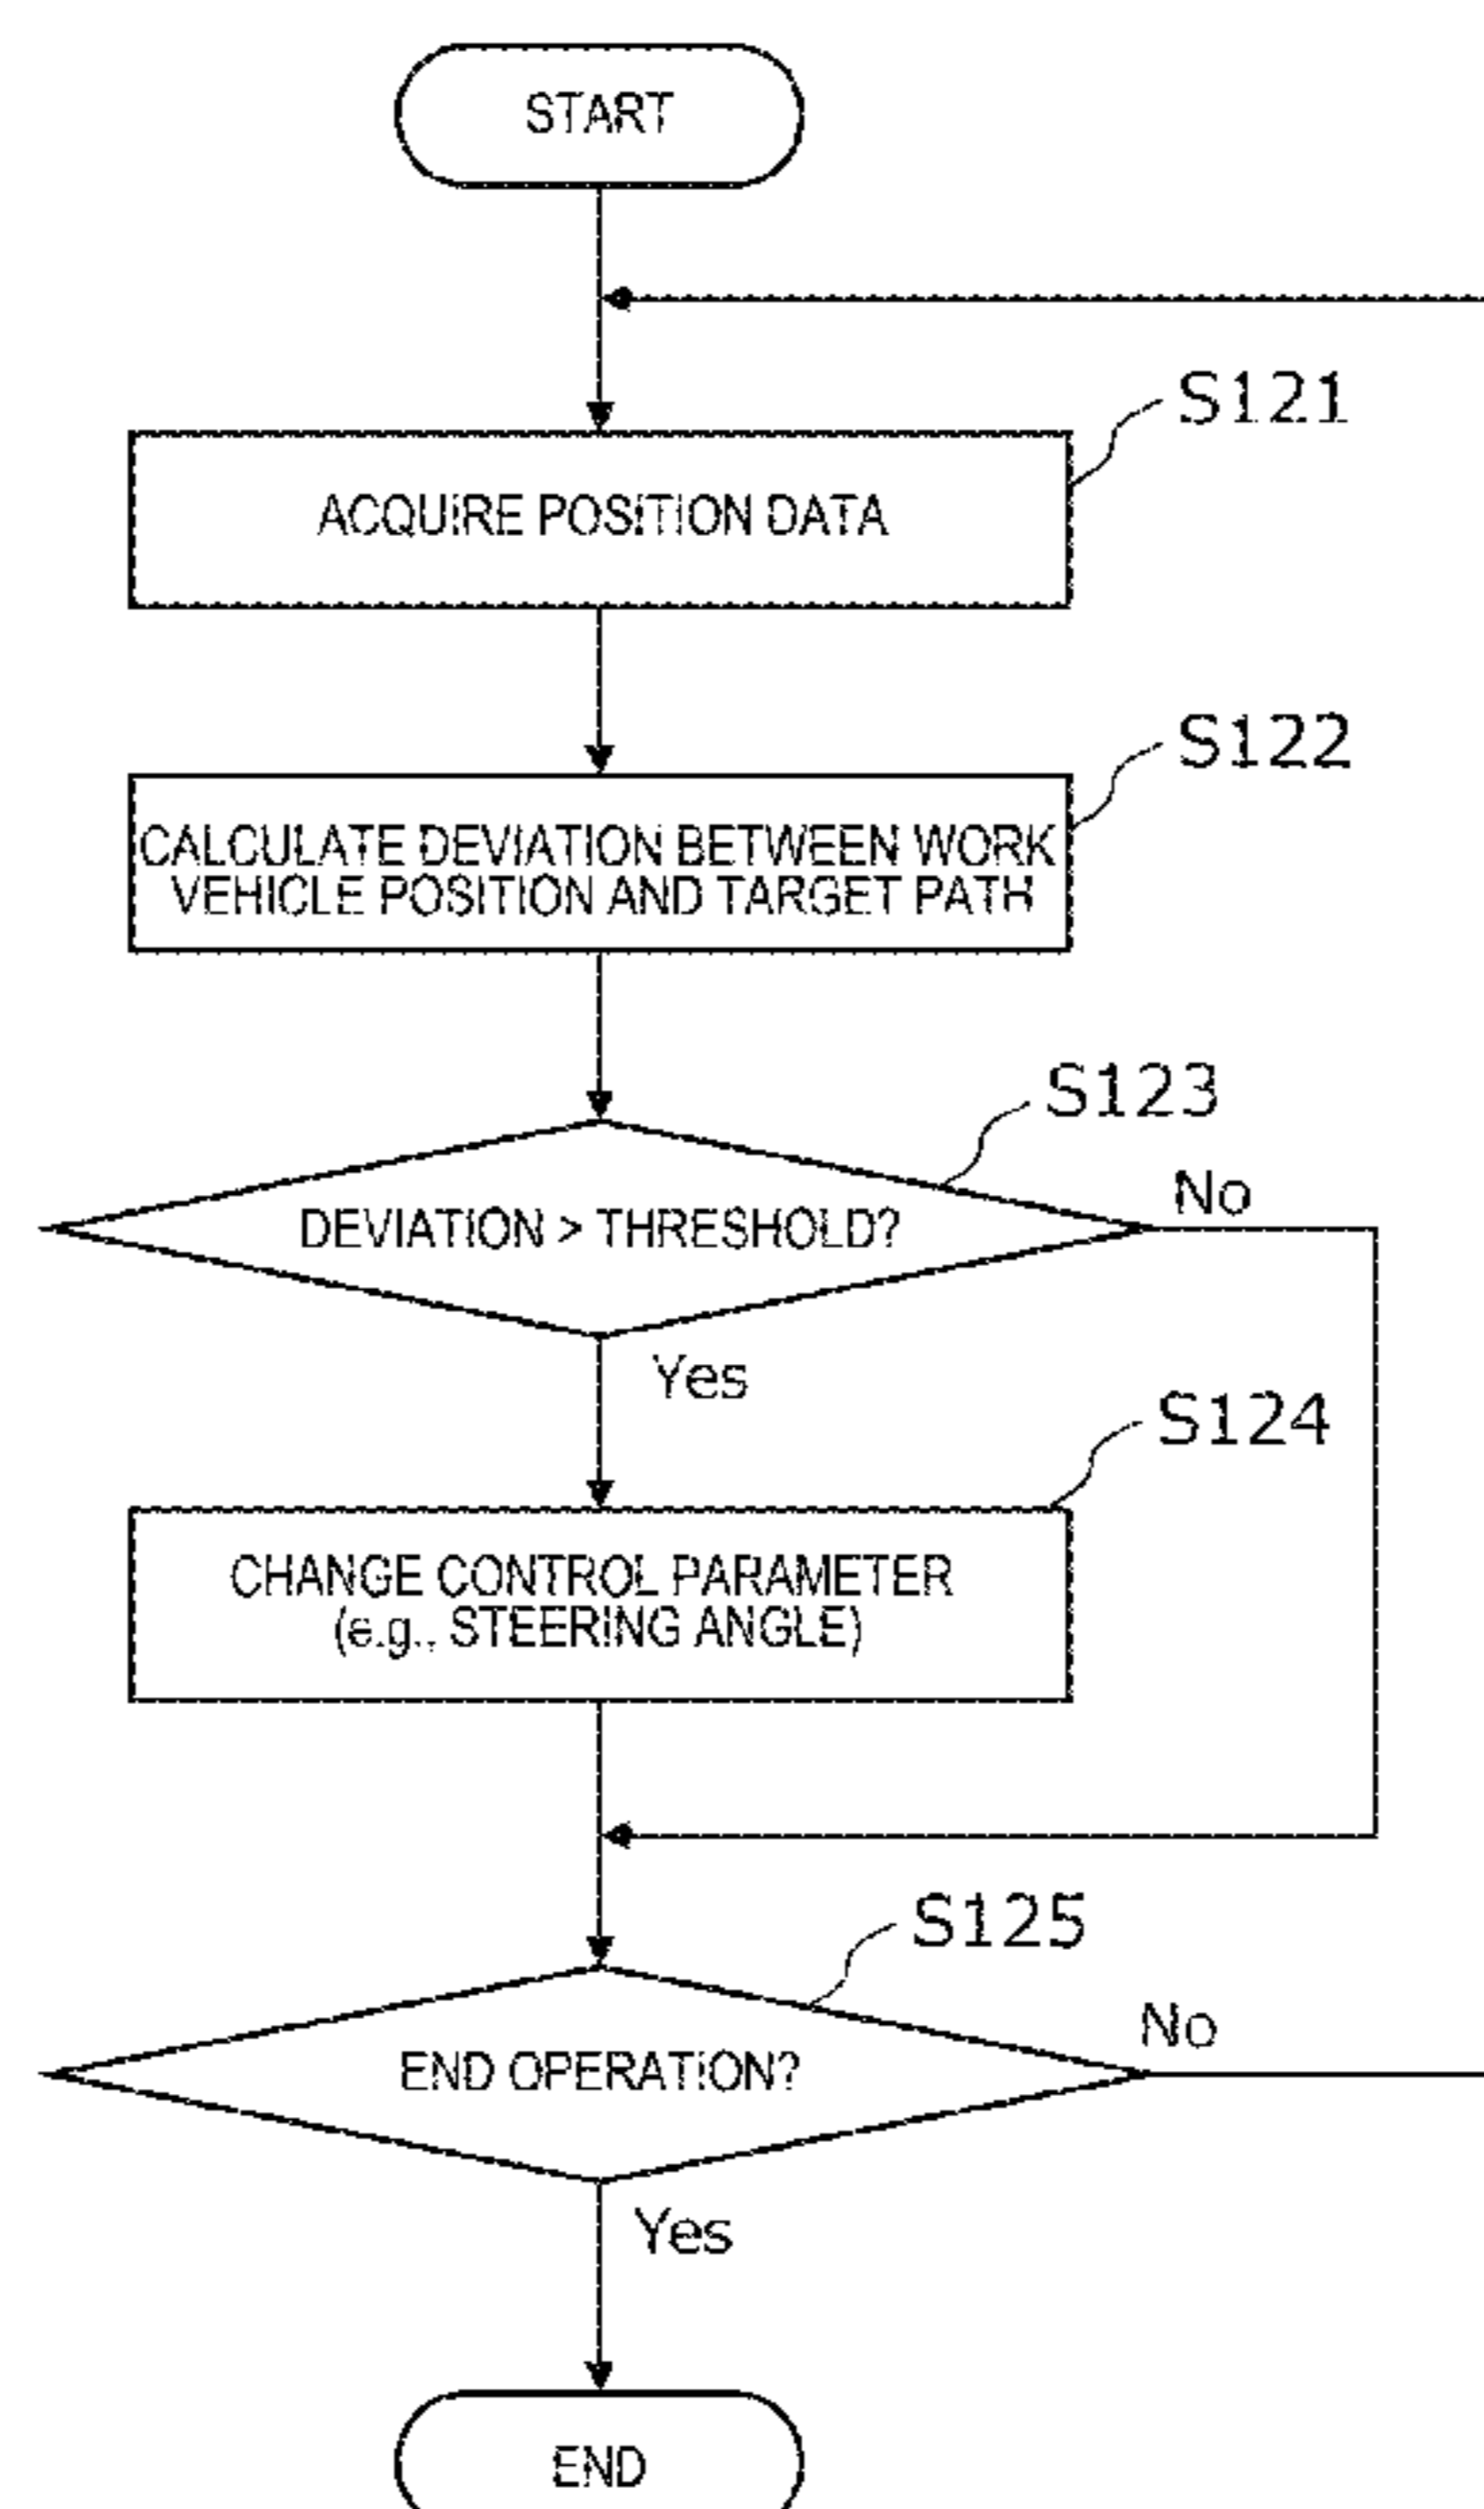 START
S121
ACQUIRE POSITION DATA
S122
CALCULATE DEVIATION BETWEEN WORK
VEHICLE POSITION AND TARGET PATH
S123
No
DEVIATION > THRESHOLD?
Yes
S124
CHANGE CONTROL PARAMETER
(e.g., STEERING ANGLE)
S125
No
END OPERATION?
Yes
END